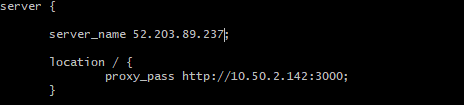 server {
server_name 52.203.89.237;
location / {
proxy_pass http://10.50.2.142:3000;
}